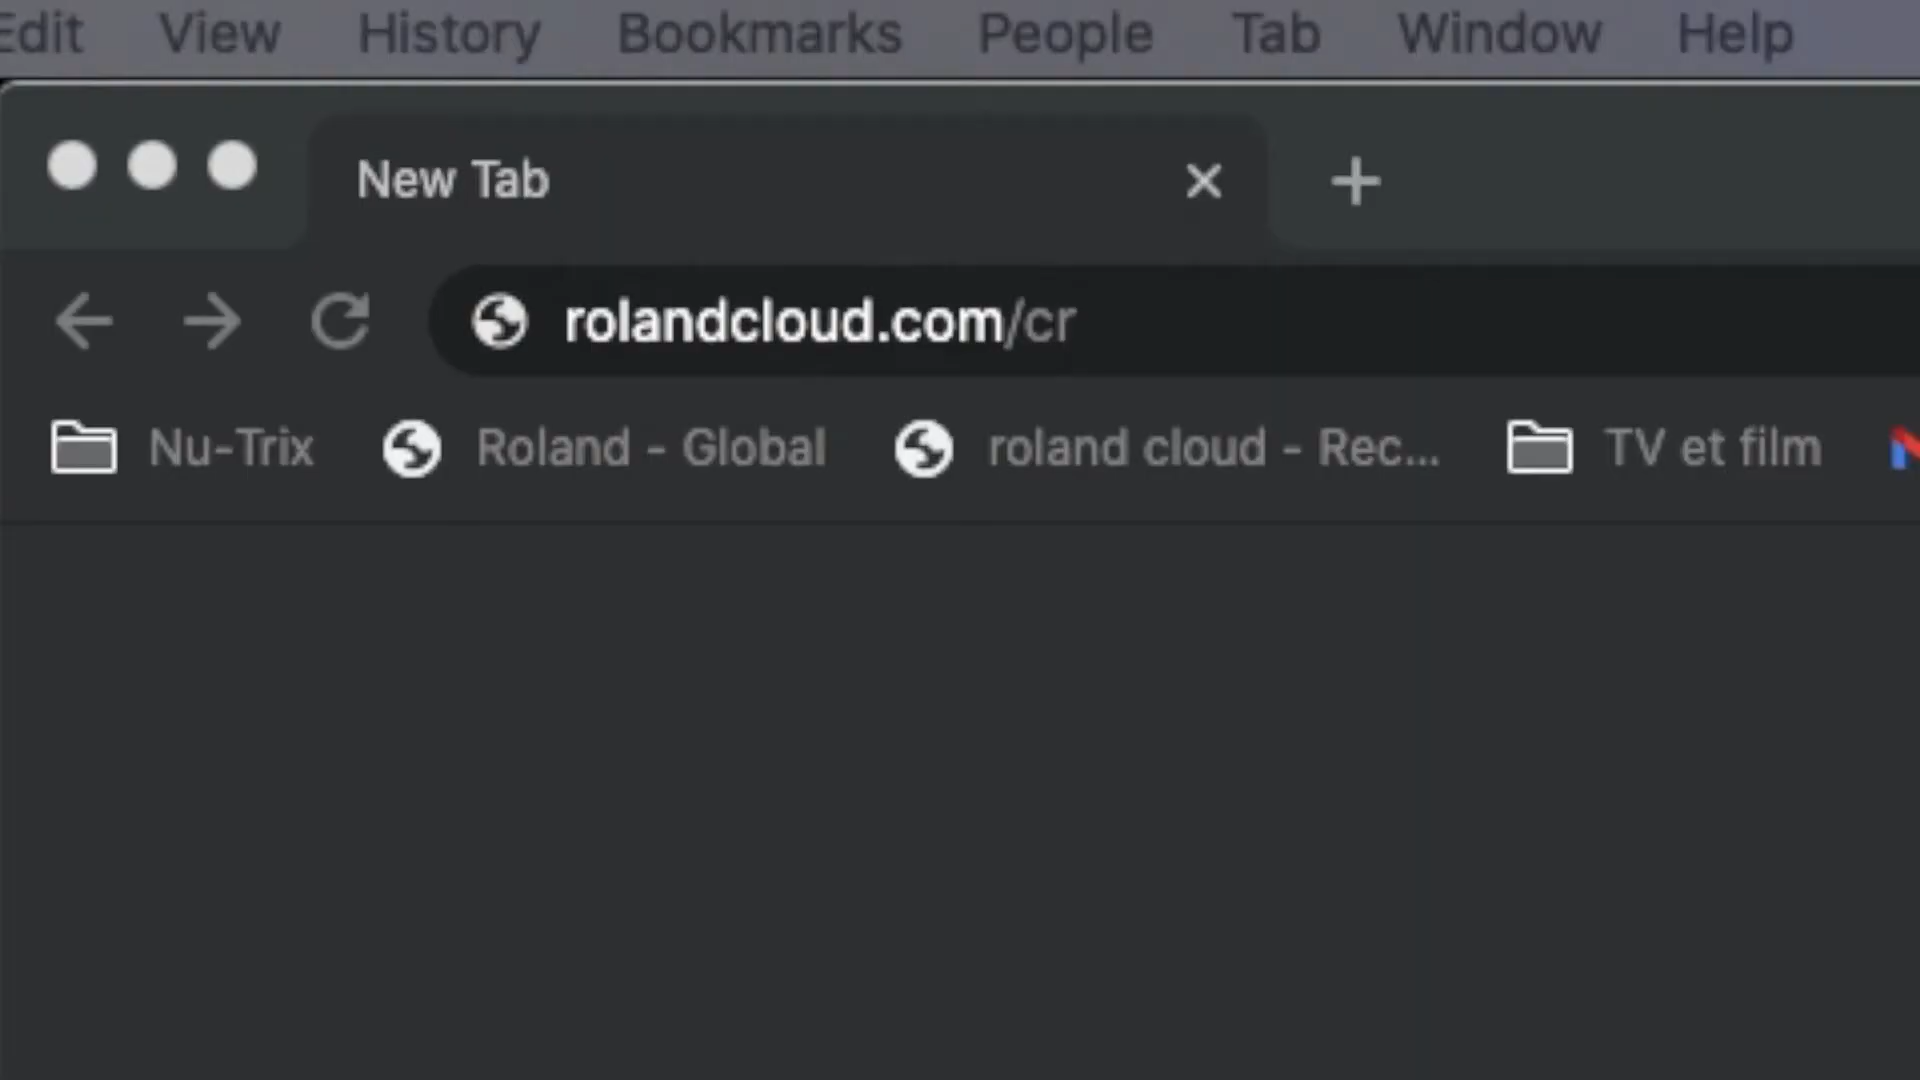 Edit View History Bookmarks People Tab Window Help
New Tab
rolandcloud.com/cr
Nu-Trix Roland - Global roland cloud - Rec... TV et film